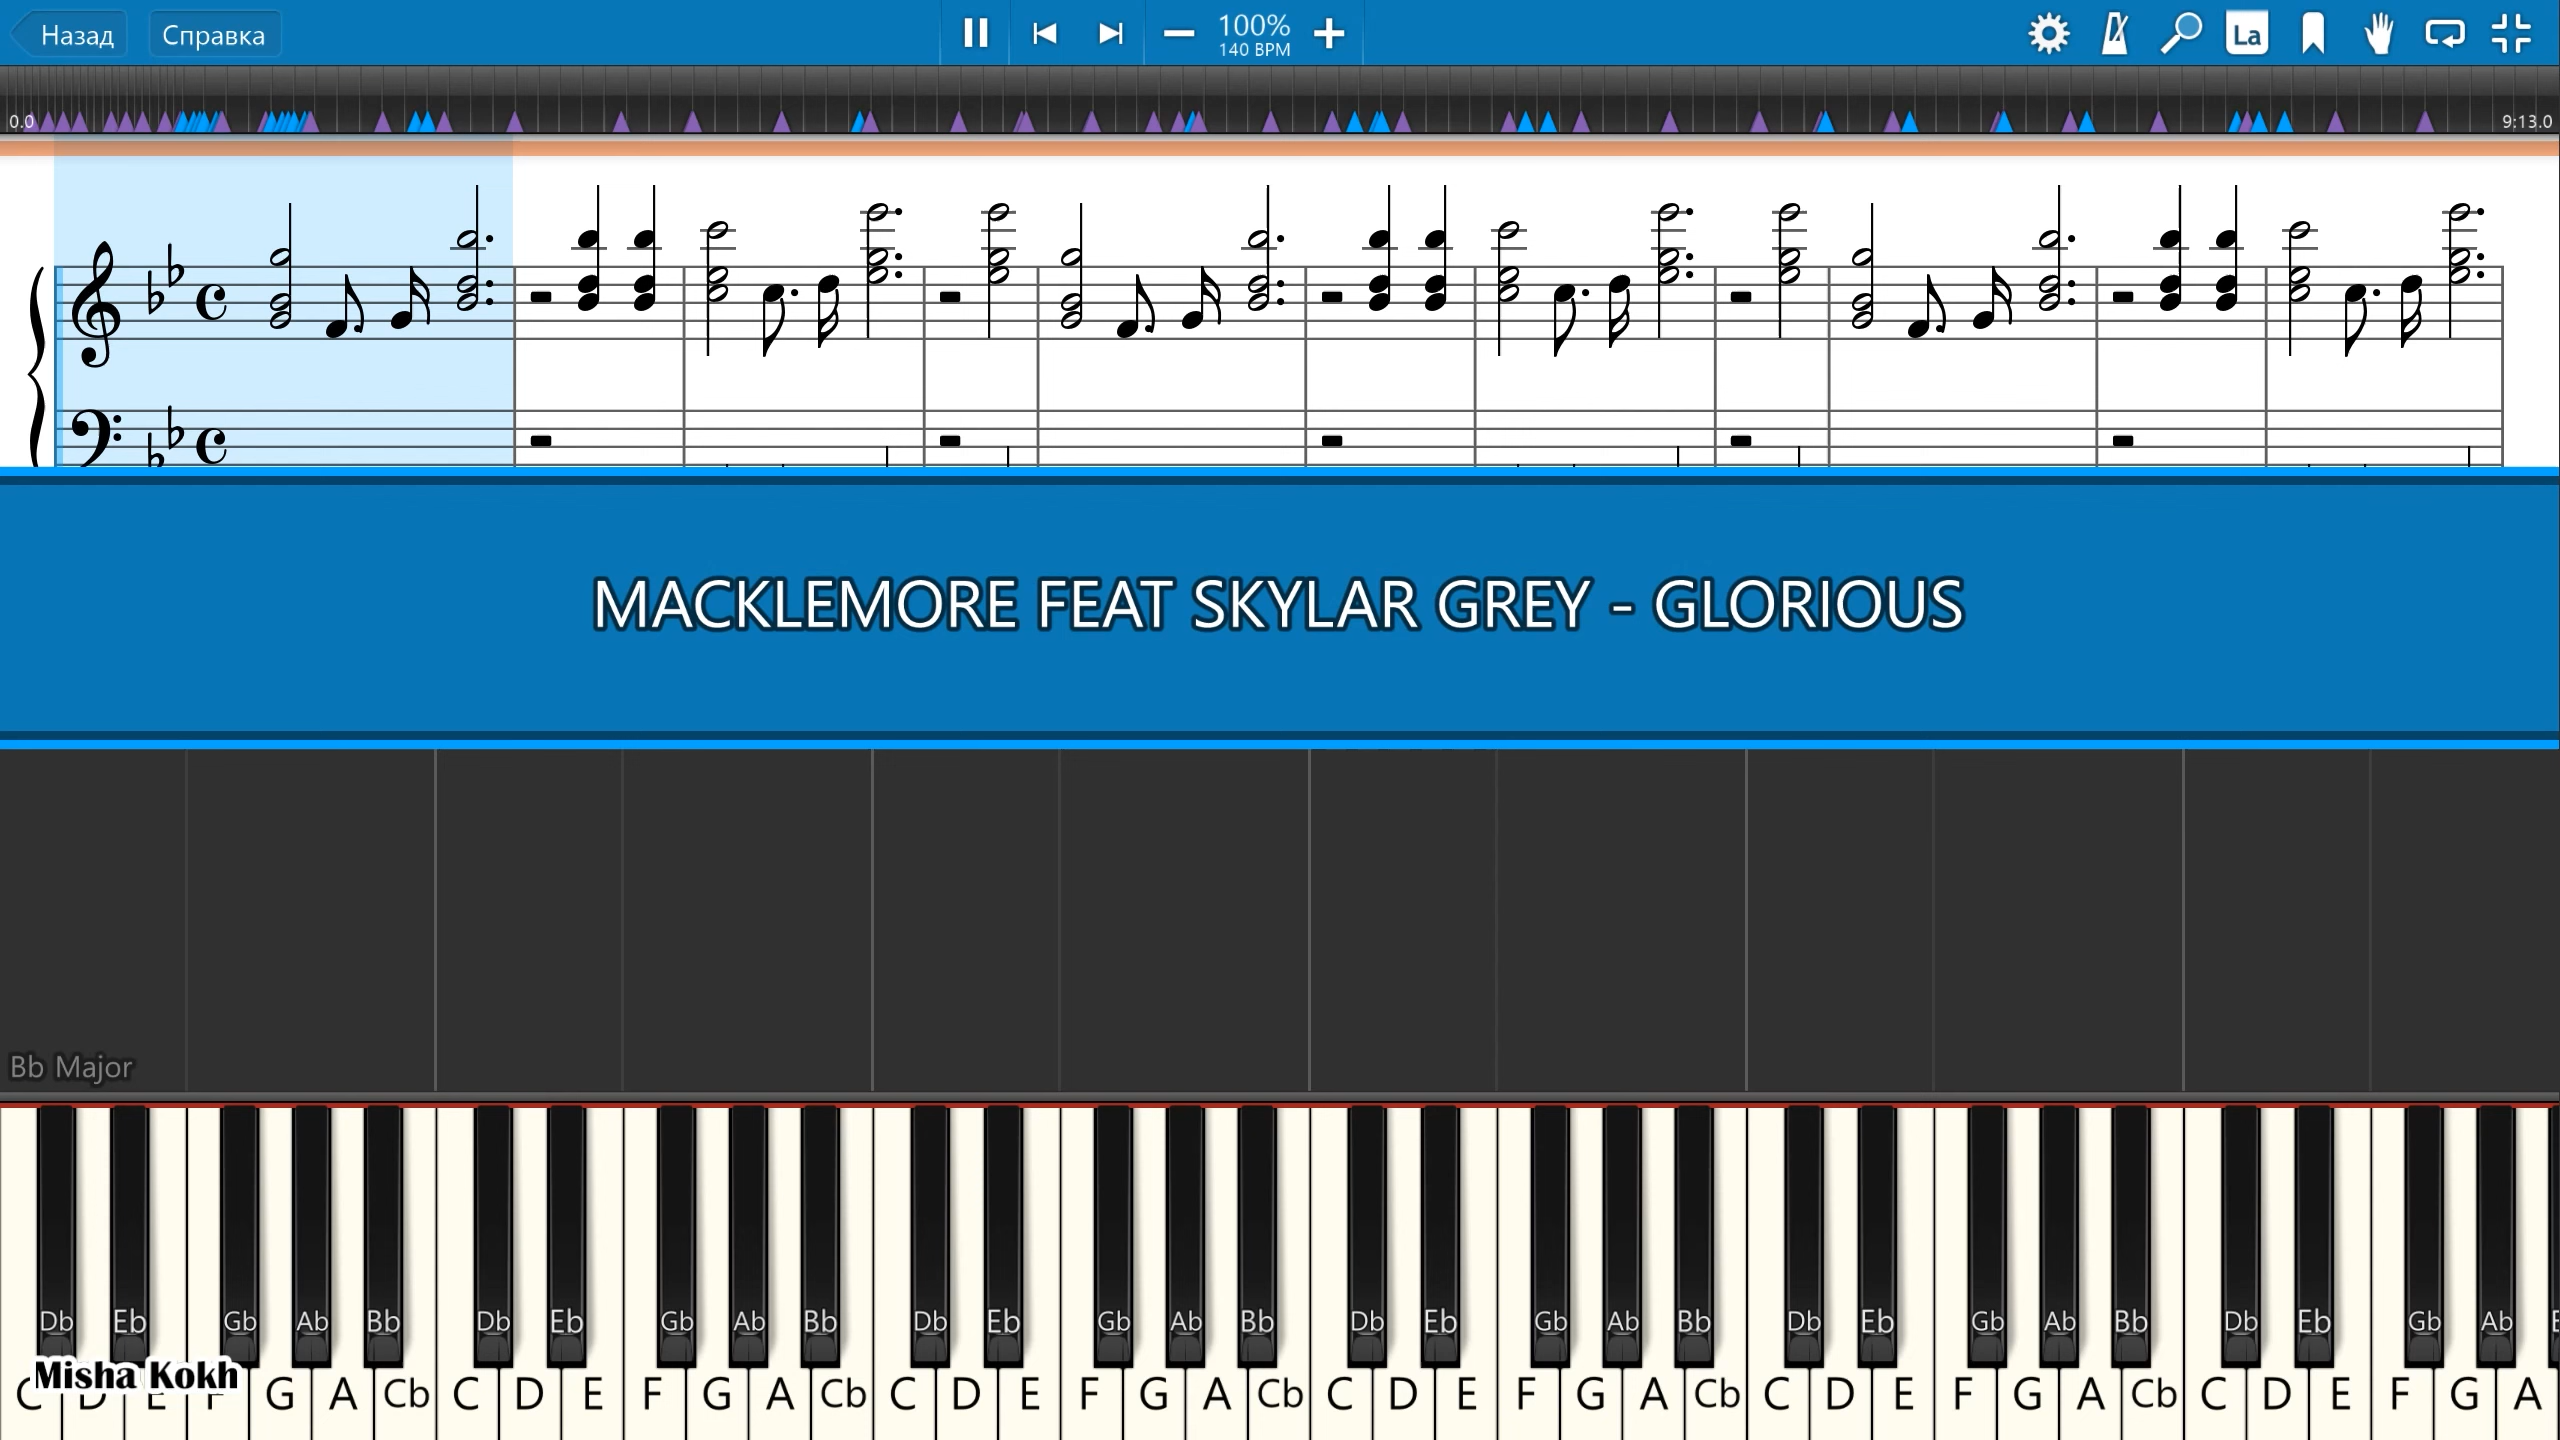 Назад Справка 100% La
140 BPM
0.0 9:13.0
MACKLEMORE FEAT SKYLAR GREY - GLORIOUS
Bb Major
Db Eb Gb Ab Bb Db Eb Gb Ab Bb Db Eb Gb Ab Bb Db Eb Gb Ab Bb Db Eb Gb Ab Bb Db Eb Gb Ab
Misha Kokh
C D E F G A Cb C D E F G A Cb C D E F G A Cb C D E F G A Cb C D E F G A Cb C D E F G A